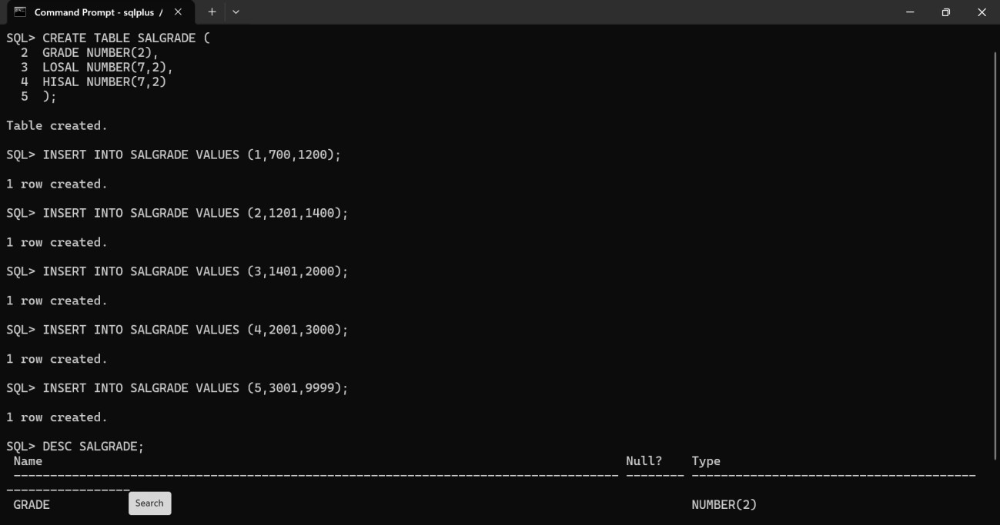 Command Prompt - sqlplus /
SQL> CREATE TABLE SALGRADE (
  2  GRADE NUMBER(2),
  3  LOSAL NUMBER(7,2),
  4  HISAL NUMBER(7,2)
  5  );
Table created.
SQL> INSERT INTO SALGRADE VALUES (1,700,1200);
1 row created.
SQL> INSERT INTO SALGRADE VALUES (2,1201,1400);
1 row created.
SQL> INSERT INTO SALGRADE VALUES (3,1401,2000);
1 row created.
SQL> INSERT INTO SALGRADE VALUES (4,2001,3000);
1 row created.
SQL> INSERT INTO SALGRADE VALUES (5,3001,9999);
1 row created.
SQL> DESC SALGRADE;
Name Null? Type
----------------------------------------------------------------------------------- -------- ---------------------------------------
-----------------
GRADE NUMBER(2)
Search